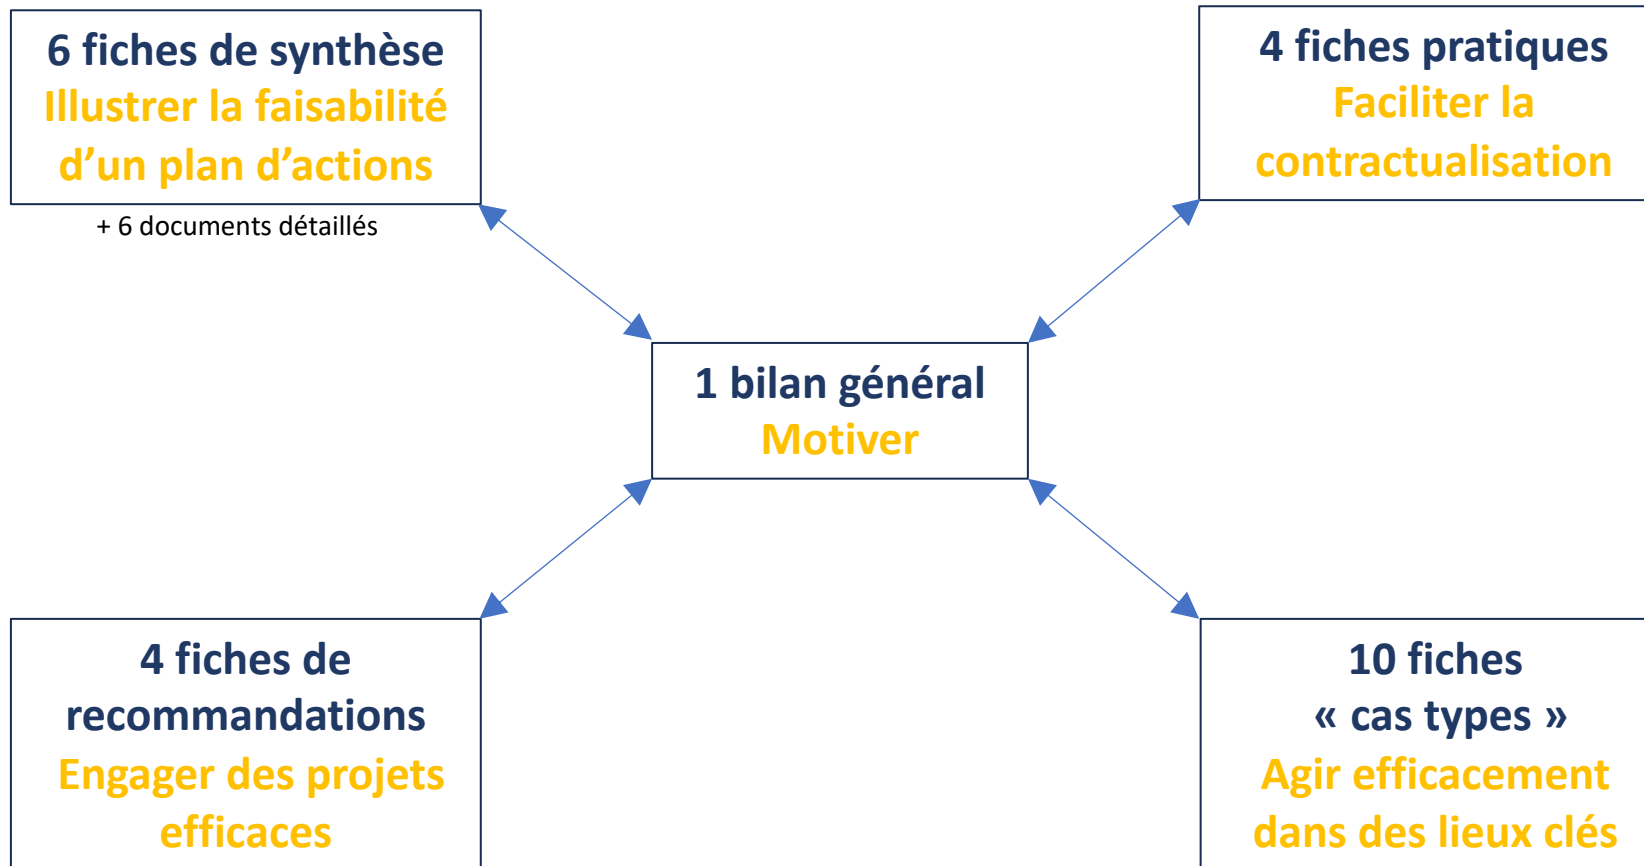 6 fiches de synthèse
Illustrer la faisabilité
d’un plan d’actions
+ 6 documents détaillés
4 fiches pratiques
Faciliter la
contractualisation
1 bilan général
Motiver
4 fiches de
recommandations
Engager des projets
efficaces
10 fiches
« cas types »
Agir efficacement
dans des lieux clés